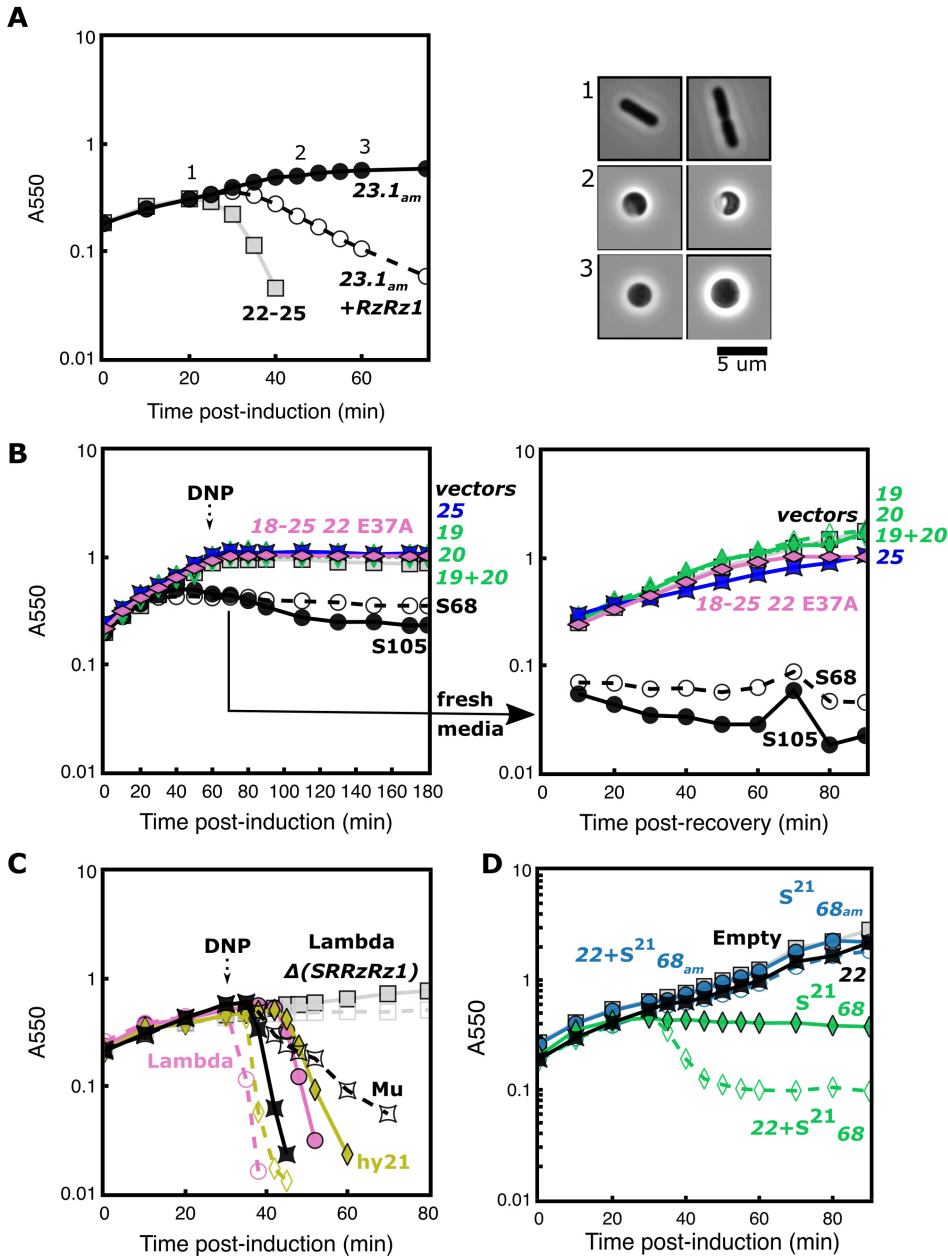 A
10
1
0.1
0.01
A550
0 20 40 60
Time post-induction (min)
1
2
3
23.1am
23.1am
+RzRz1
22-25
1
2
3
5 um
B
10
1
0.1
0.01
A550
0 20 40 60 80 100 120 140 160 180
Time post-induction (min)
DNP
18-25 22 E37A
vectors
25
19
20
19+20
S68
S105
fresh
media
10
1
0.1
0.01
0 20 40 60 80
Time post-recovery (min)
vectors
19
20
19+20
25
18-25 22 E37A
S68
S105
C
10
1
0.1
0.01
A550
0 20 40 60 80
Time post-induction (min)
DNP
Lambda
Δ(SRRzRz1)
Lambda
Mu
hy21
D
10
1
0.1
0.01
A550
0 20 40 60 80
Time post-induction (min)
S21 68am
Empty
22+S21 68am
22
S21 68
22+S21 68